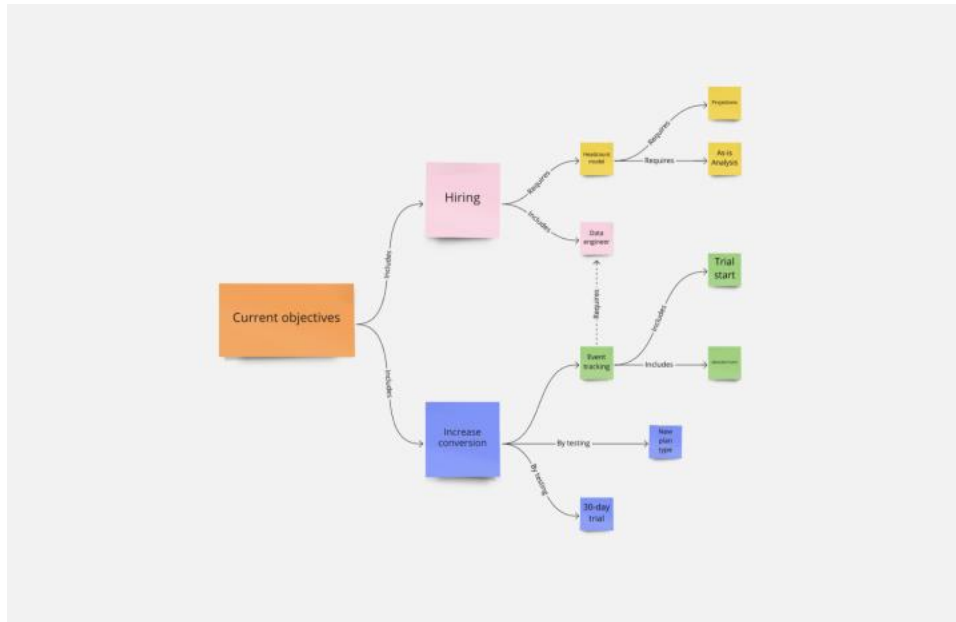 Projections
Requires
Headcount
model
Requires
As is
Analysis
Hiring
Requires
Includes
Data
engineer
Includes
Trial
start
Requires
Includes
Current objectives
Event
tracking
Includes
Includes
Increase
conversion
New
plan
type
By testing
By testing
30-day
trial